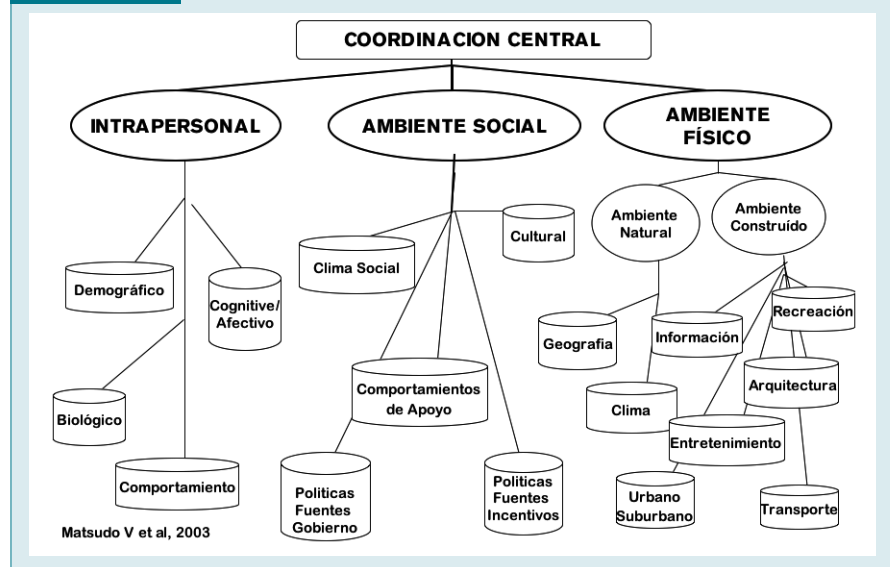 COORDINACION CENTRAL
INTRAPERSONAL
AMBIENTE SOCIAL
AMBIENTE
FÍSICO
Ambiente
Natural
Ambiente
Construído
Cultural
Clima Social
Demográfico
Cognitive/
Afectivo
Recreación
Geografia
Información
Comportamientos
de Apoyo
Arquitectura
Clima
Biológico
Entretenimiento
Comportamiento
Politicas
Fuentes
Gobierno
Politicas
Fuentes
Incentivos
Urbano
Suburbano
Transporte
Matsudo V et al, 2003